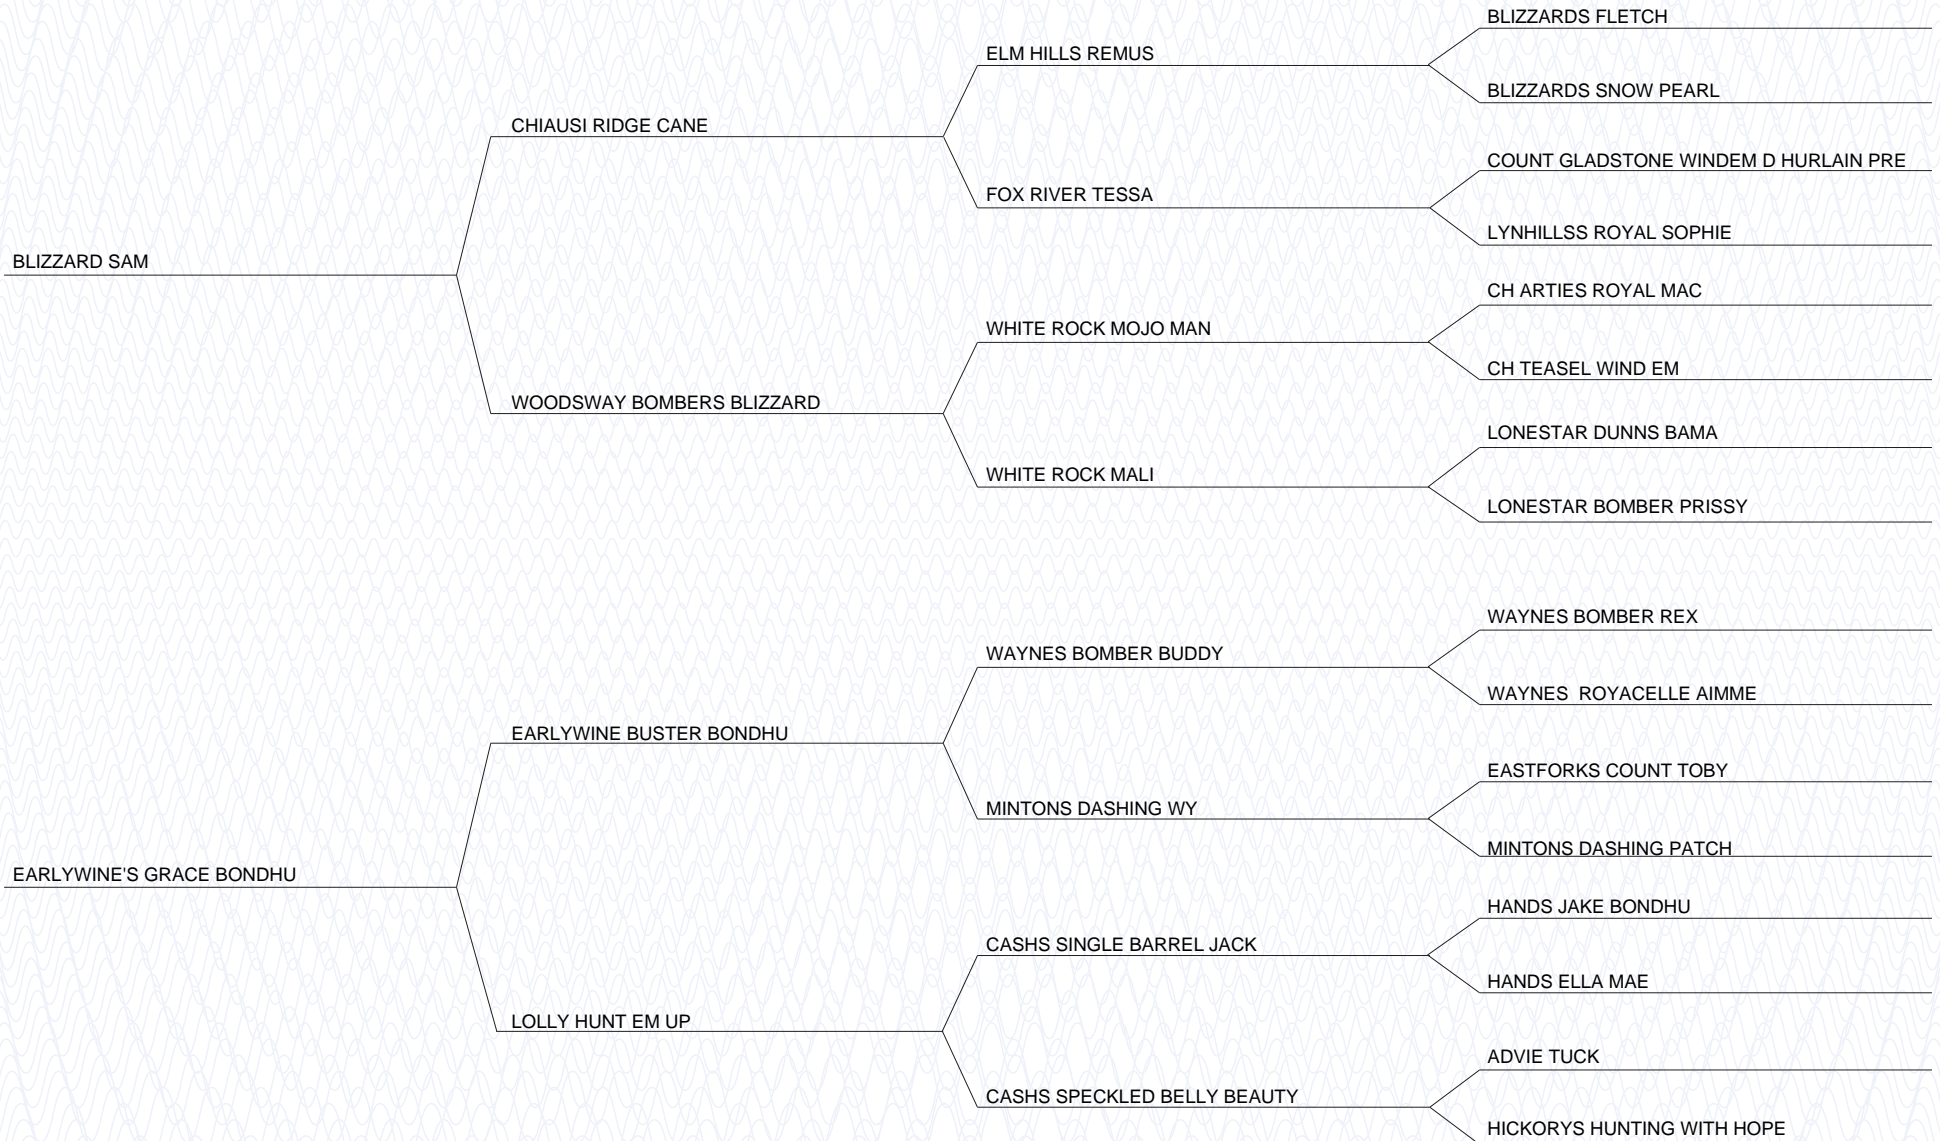 BLIZZARDS FLETCH
ELM HILLS REMUS
BLIZZARDS SNOW PEARL
CHIAUSI RIDGE CANE
COUNT GLADSTONE WINDEM D HURLAIN PRE
FOX RIVER TESSA
LYNHILLSS ROYAL SOPHIE
BLIZZARD SAM
CH ARTIES ROYAL MAC
WHITE ROCK MOJO MAN
CH TEASEL WIND EM
WOODSWAY BOMBERS BLIZZARD
LONESTAR DUNNS BAMA
WHITE ROCK MALI
LONESTAR BOMBER PRISSY
WAYNES BOMBER REX
WAYNES BOMBER BUDDY
WAYNES  ROYACELLE AIMME
EARLYWINE BUSTER BONDHU
EASTFORKS COUNT TOBY
MINTONS DASHING WY
MINTONS DASHING PATCH
EARLYWINE'S GRACE BONDHU
HANDS JAKE BONDHU
CASHS SINGLE BARREL JACK
HANDS ELLA MAE
LOLLY HUNT EM UP
ADVIE TUCK
CASHS SPECKLED BELLY BEAUTY
HICKORYS HUNTING WITH HOPE